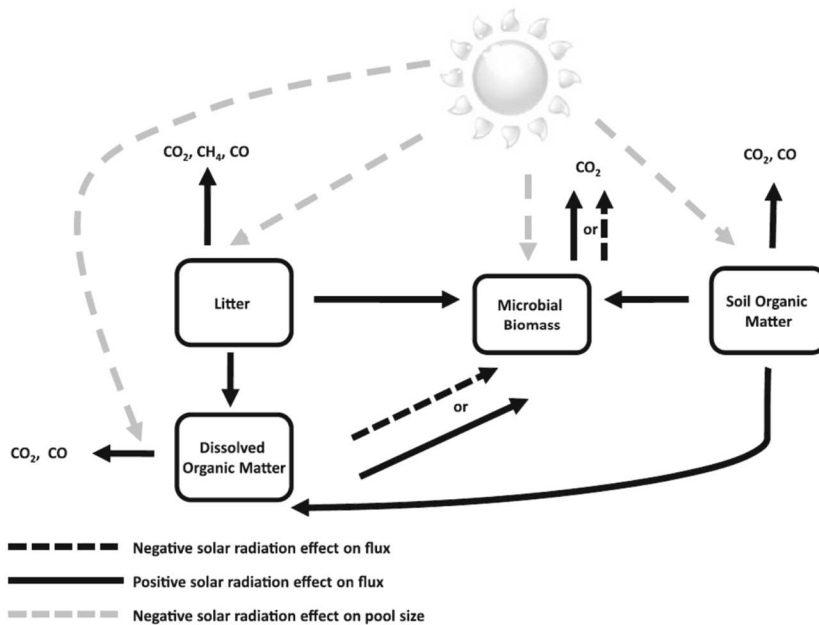 CO₂, CH₄, CO
CO₂
CO₂, CO
or
Litter
Microbial
Biomass
Soil Organic
Matter
or
Dissolved
Organic Matter
CO₂, CO
Negative solar radiation effect on flux
Positive solar radiation effect on flux
Negative solar radiation effect on pool size